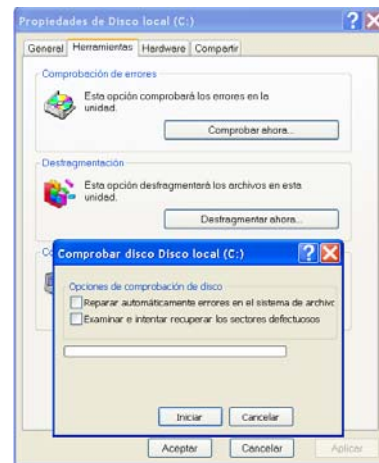 Propiedades de Disco local (C:)
General Herramientas Hardware Compartir
Comprobación de errores
Esta opción comprobará los errores en la
unidad.
Comprobar ahora...
Desfragmentación
Esta opción desfragmentará los archivos en esta
unidad.
Desfragmentar ahora...
Co
Comprobar disco Disco local (C:)
Opciones de comprobación de disco
Reparar automáticamente errores en el sistema de archivc
Examinar e intentar recuperar los sectores defectuosos
Iniciar Cancelar
Aceptar Cancelar Aplicar